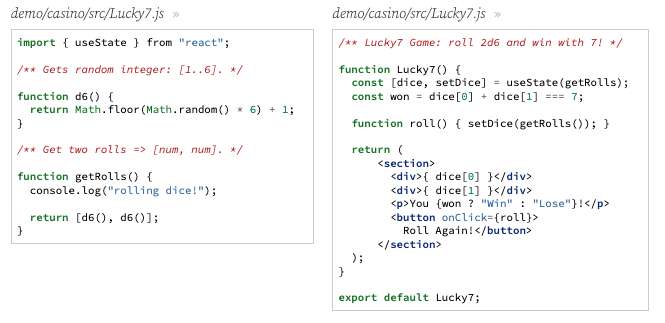 demo/casino/src/Lucky7.js »
import { useState } from "react";
/** Gets random integer: [1..6]. */
function d6() {
  return Math.floor(Math.random() * 6) + 1;
}
/** Get two rolls => [num, num]. */
function getRolls() {
  console.log("rolling dice!");
  return [d6(), d6()];
}
demo/casino/src/Lucky7.js »
/** Lucky7 Game: roll 2d6 and win with 7! */
function Lucky7() {
  const [dice, setDice] = useState(getRolls);
  const won = dice[0] + dice[1] === 7;
  function roll() { setDice(getRolls()); }
  return (
      <section>
        <div>{ dice[0] }</div>
        <div>{ dice[1] }</div>
        <p>You {won ? "Win" : "Lose"}!</p>
        <button onClick={roll}>
          Roll Again!</button>
      </section>
  );
}
export default Lucky7;